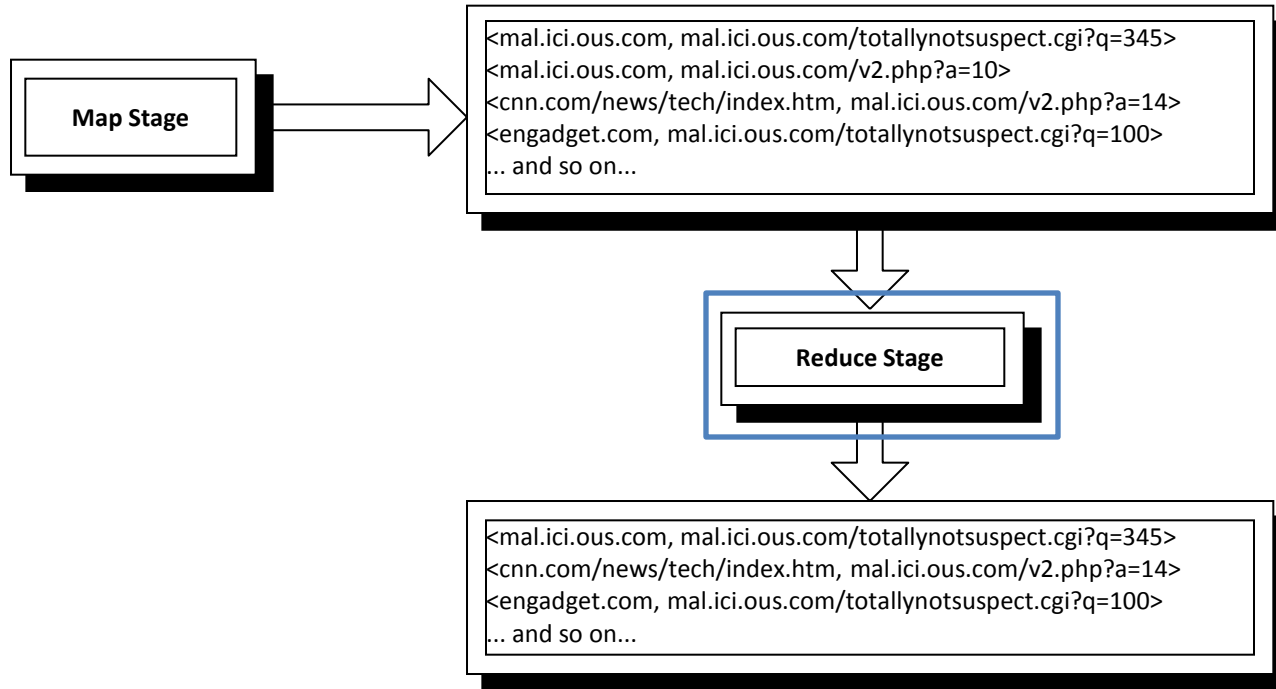 Map Stage
<mal.ici.ous.com, mal.ici.ous.com/totallynotsuspect.cgi?q=345>
<mal.ici.ous.com, mal.ici.ous.com/v2.php?a=10>
<cnn.com/news/tech/index.htm, mal.ici.ous.com/v2.php?a=14>
<engadget.com, mal.ici.ous.com/totallynotsuspect.cgi?q=100>
... and so on...
Reduce Stage
<mal.ici.ous.com, mal.ici.ous.com/totallynotsuspect.cgi?q=345>
<cnn.com/news/tech/index.htm, mal.ici.ous.com/v2.php?a=14>
<engadget.com, mal.ici.ous.com/totallynotsuspect.cgi?q=100>
... and so on...